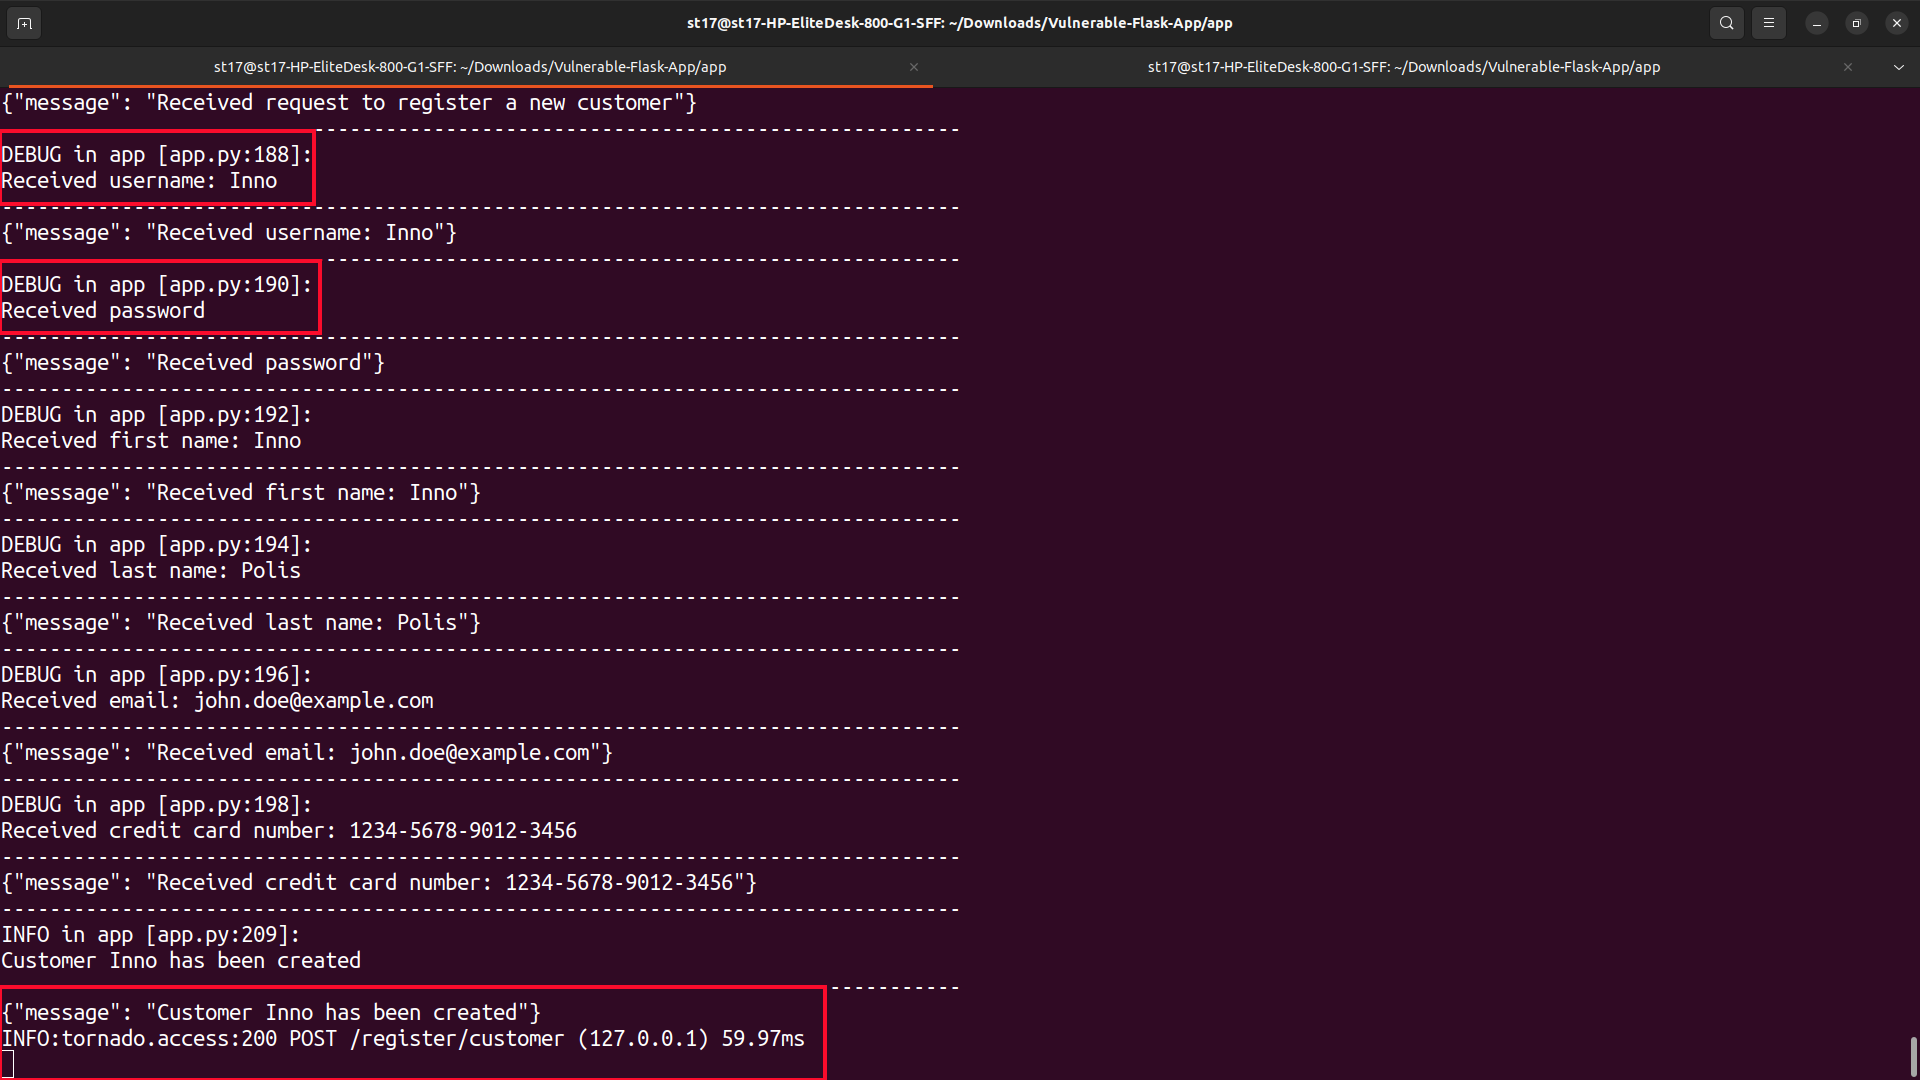 st17@st17-HP-EliteDesk-800-G1-SFF: ~/Downloads/Vulnerable-Flask-App/app
st17@st17-HP-EliteDesk-800-G1-SFF: ~/Downloads/Vulnerable-Flask-App/app
st17@st17-HP-EliteDesk-800-G1-SFF: ~/Downloads/Vulnerable-Flask-App/app
{"message": "Received request to register a new customer"}
--------------------------------------------------------------------------------
DEBUG in app [app.py:188]:
Received username: Inno
--------------------------------------------------------------------------------
{"message": "Received username: Inno"}
--------------------------------------------------------------------------------
DEBUG in app [app.py:190]:
Received password
--------------------------------------------------------------------------------
{"message": "Received password"}
--------------------------------------------------------------------------------
DEBUG in app [app.py:192]:
Received first name: Inno
--------------------------------------------------------------------------------
{"message": "Received first name: Inno"}
--------------------------------------------------------------------------------
DEBUG in app [app.py:194]:
Received last name: Polis
--------------------------------------------------------------------------------
{"message": "Received last name: Polis"}
--------------------------------------------------------------------------------
DEBUG in app [app.py:196]:
Received email: john.doe@example.com
--------------------------------------------------------------------------------
{"message": "Received email: john.doe@example.com"}
--------------------------------------------------------------------------------
DEBUG in app [app.py:198]:
Received credit card number: 1234-5678-9012-3456
--------------------------------------------------------------------------------
{"message": "Received credit card number: 1234-5678-9012-3456"}
--------------------------------------------------------------------------------
INFO in app [app.py:209]:
Customer Inno has been created
-----------
{"message": "Customer Inno has been created"}
INFO:tornado.access:200 POST /register/customer (127.0.0.1) 59.97ms